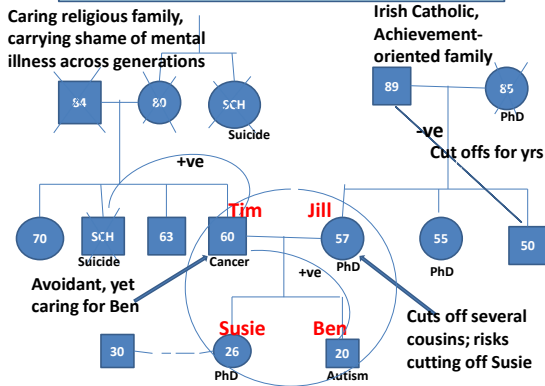 Caring religious family,
carrying shame of mental
illness across generations
Irish Catholic,
Achievement-
oriented family
84
80
SCH
Suicide
89
85
PhD
-ve
Cut offs for yrs
+ve
Tim
Jill
70
SCH
Suicide
63
60
Cancer
57
PhD
55
PhD
50
Avoidant, yet
caring for Ben
+ve
Cuts off several
cousins; risks
cutting off Susie
Susie
Ben
30
26
PhD
20
Autism